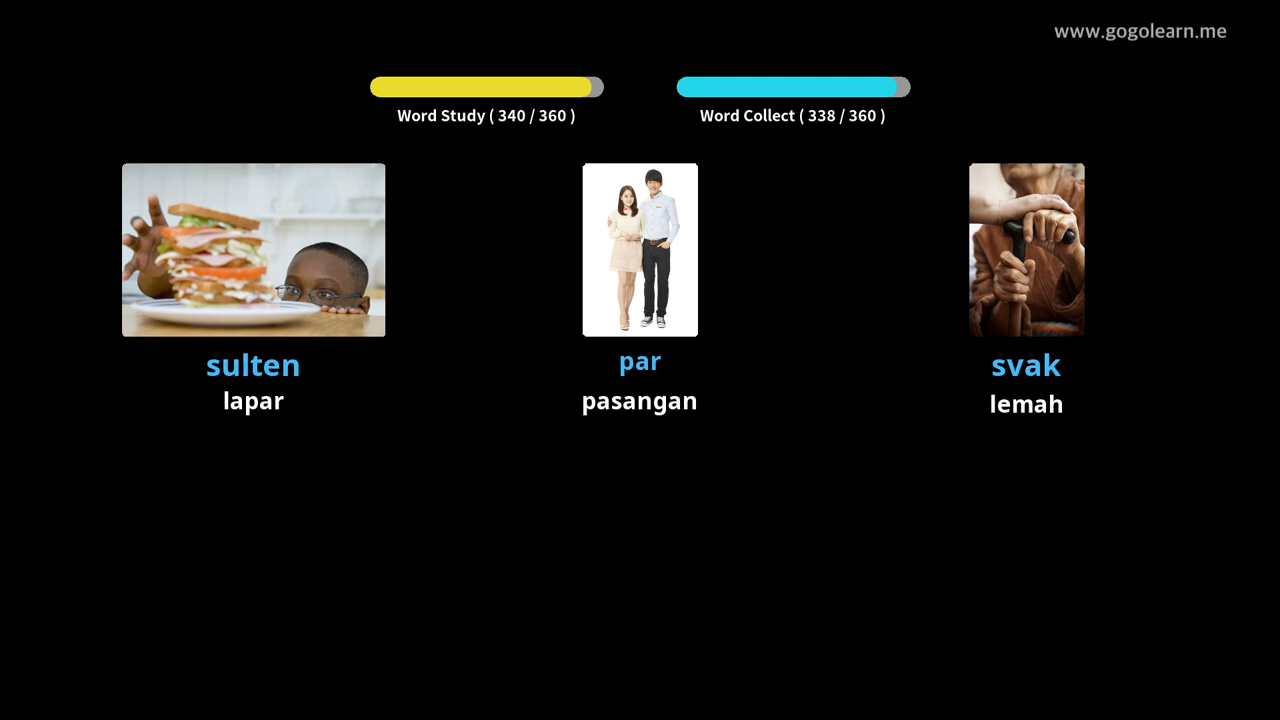 www.gogolearn.me
Word Study ( 340 / 360 )
Word Collect ( 338 / 360 )
sulten
lapar
par
pasangan
svak
lemah